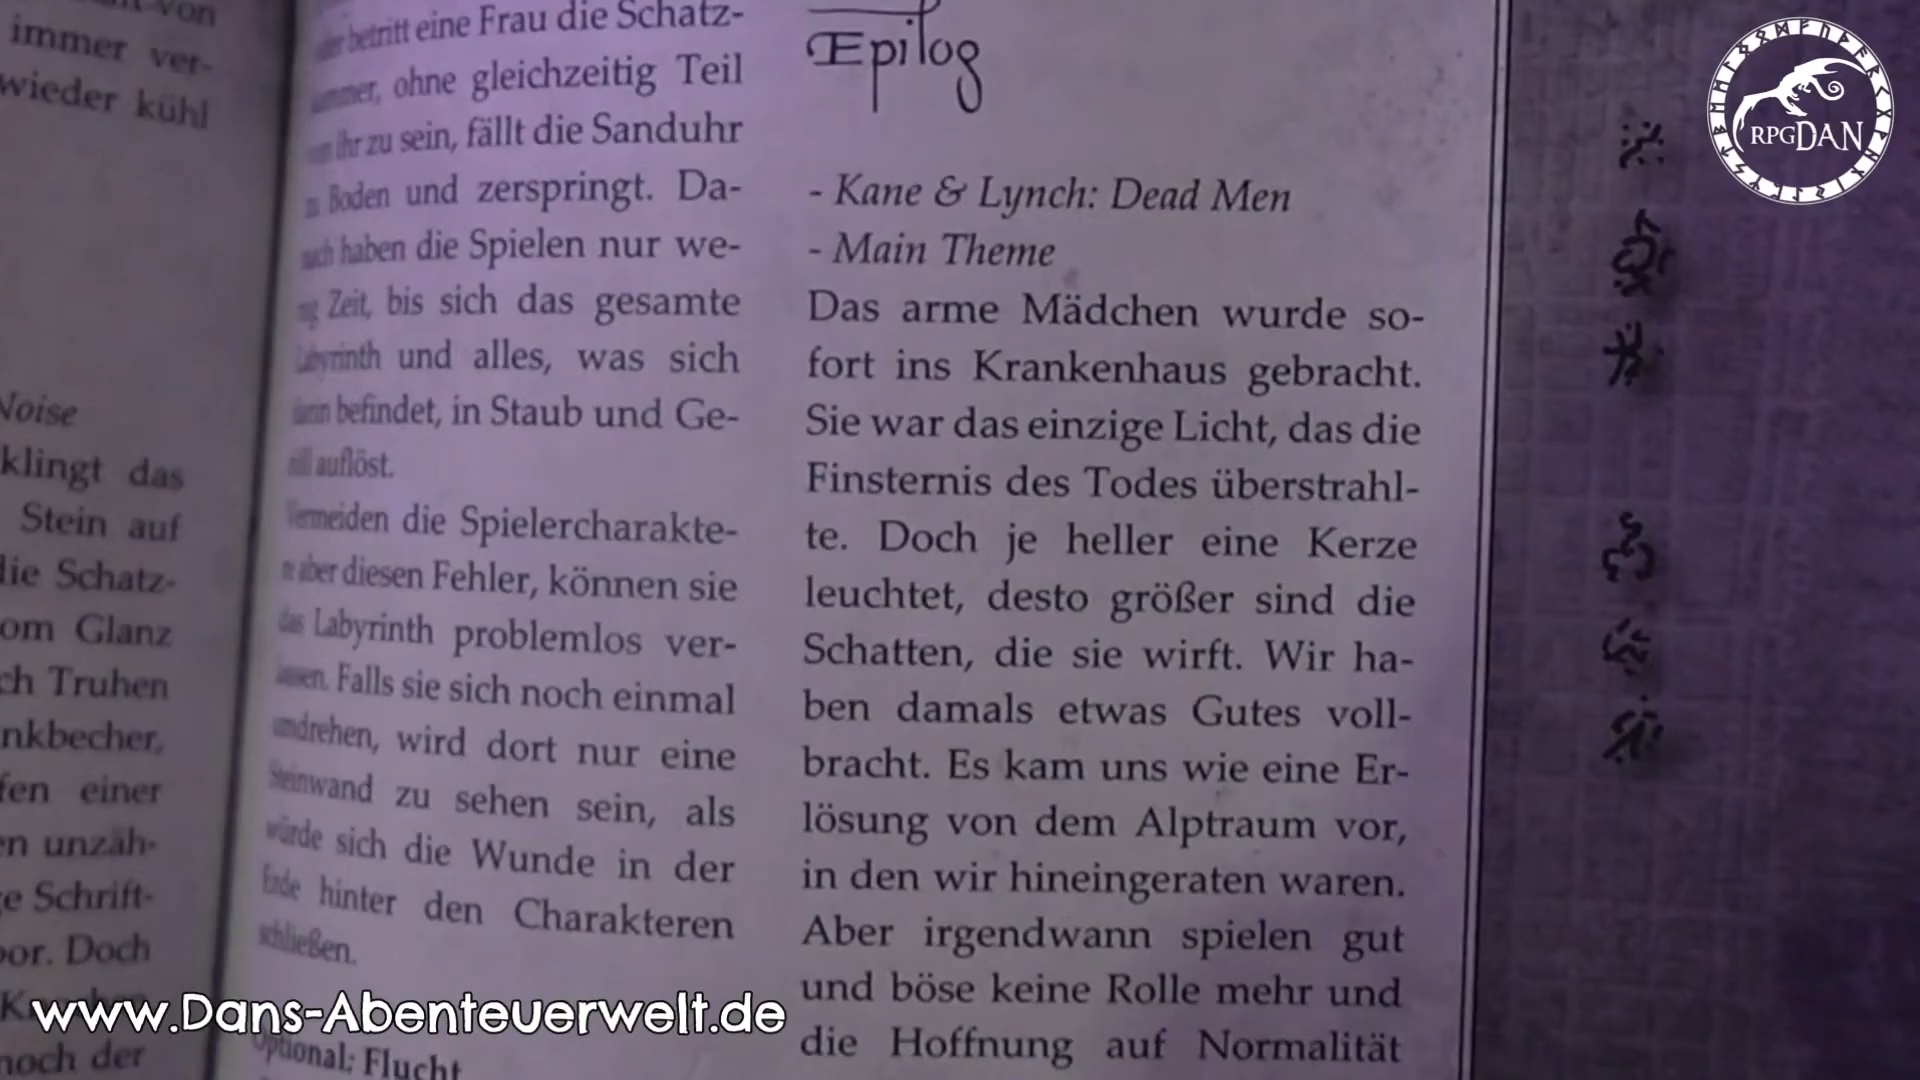 von
immer ver-
wieder kühl
Noise
klingt das
Stein auf
die Schatz-
vom Glanz
Truhen
einer
Schrift-
Doch
noch der
betritt eine Frau die Schatz-
ohne gleichzeitig Teil
ihr zu sein, fällt die Sanduhr
zu Boden und zerspringt. Da-
nach haben die Spielen nur we-
nig Zeit, bis sich das gesamte
Labyrinth und alles, was sich
darin befindet, in Staub und Ge-
auflöst.
Vermeiden die Spielercharakte-
re aber diesen Fehler, können sie
das Labyrinth problemlos ver-
lassen. Falls sie sich noch einmal
umdrehen, wird dort nur eine
Steinwand zu sehen sein, als
würde sich die Wunde in der
Erde hinter den Charakteren
schließen.
Optional: Flucht
Epilog
- Kane & Lynch: Dead Men
- Main Theme
Das arme Mädchen wurde so-
fort ins Krankenhaus gebracht.
Sie war das einzige Licht, das die
Finsternis des Todes überstrahl-
te. Doch je heller eine Kerze
leuchtet, desto größer sind die
Schatten, die sie wirft. Wir ha-
ben damals etwas Gutes voll-
bracht. Es kam uns wie eine Er-
lösung von dem Alptraum vor,
in den wir hineingeraten waren.
Aber irgendwann spielen gut
und böse keine Rolle mehr und
die Hoffnung auf Normalität
RPGDAN
www.Dans-Abenteuerwelt.de